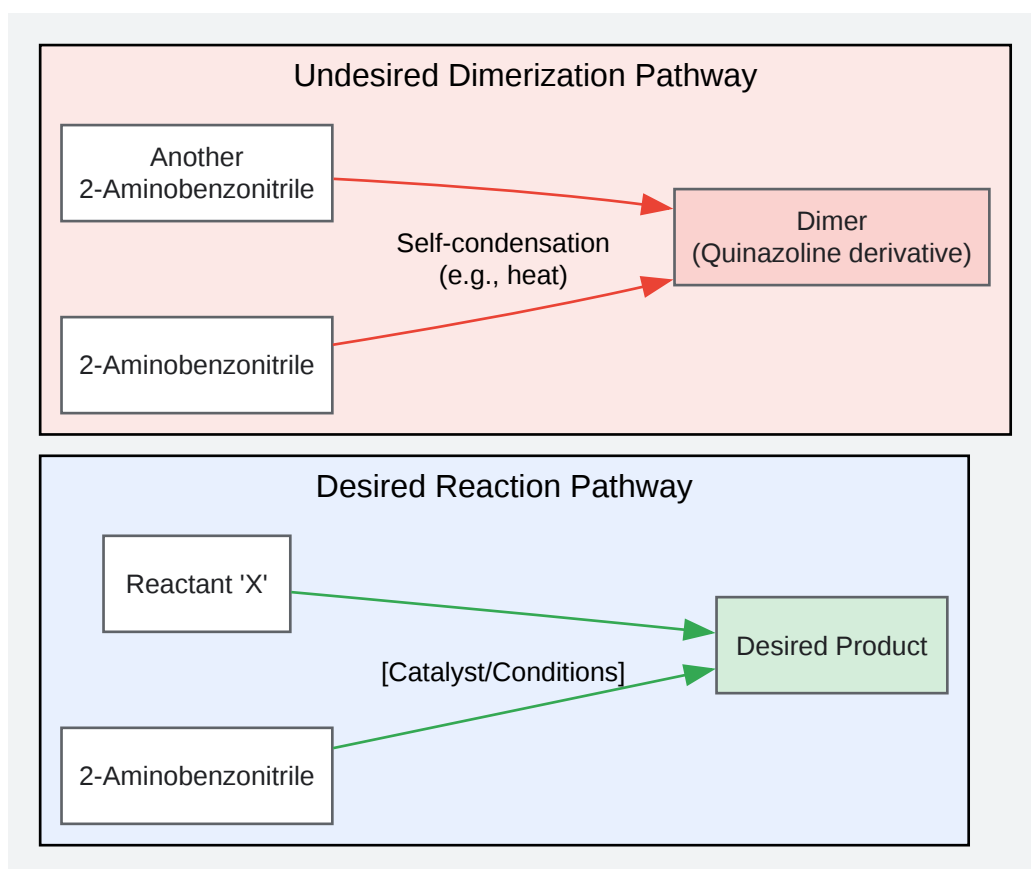 Undesired Dimerization Pathway
Another
2-Aminobenzonitrile
Self-condensation
(e.g., heat)
Dimer
(Quinazoline derivative)
2-Aminobenzonitrile
Desired Reaction Pathway
Reactant 'X'
[Catalyst/Conditions]
Desired Product
2-Aminobenzonitrile